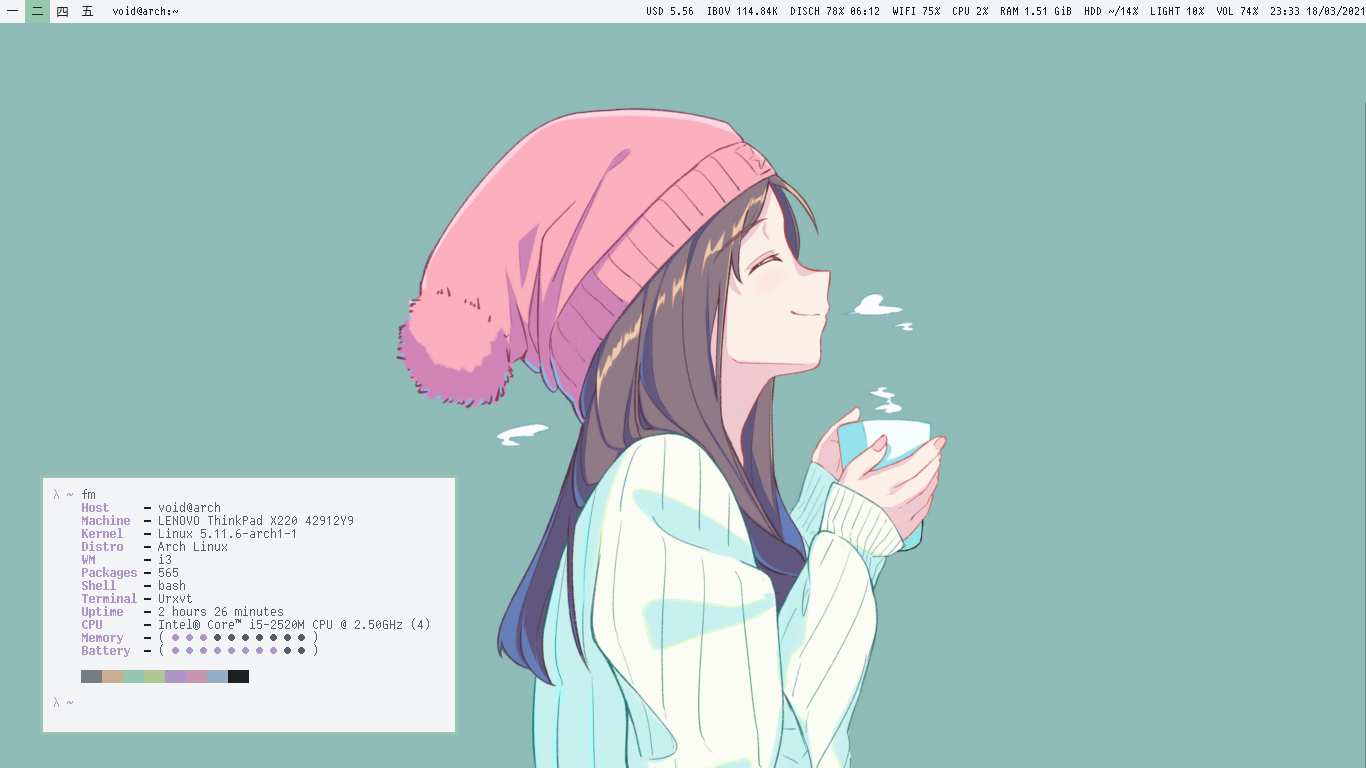 一 二 四 五 void@arch:~ USD 5.56 IBOV 114.84K DISCH 78% 06:12 WIFI 75% CPU 2% RAM 1.51 GiB HDD ~/14% LIGHT 10% VOL 74% 23:33 18/03/2021
λ ~ fm
Host — void@arch
Machine — LENOVO ThinkPad X220 42912Y9
Kernel — Linux 5.11.6-arch1-1
Distro — Arch Linux
WM — i3
Packages — 565
Shell — bash
Terminal — Urxvt
Uptime — 2 hours 26 minutes
CPU — Intel® Core™ i5-2520M CPU @ 2.50GHz (4)
Memory — ( ● ● ● ● ● ● ● ● ● ● )
Battery — ( ● ● ● ● ● ● ● ● ● ● )
λ ~